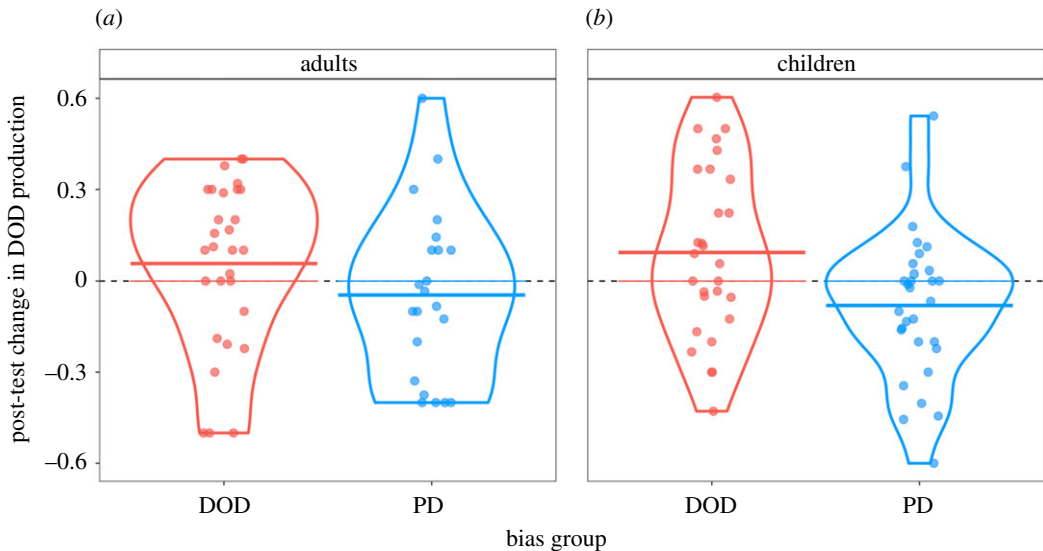 (a)
(b)
adults
children
post-test change in DOD production
0.6
0.3
0
–0.3
–0.6
DOD
PD
DOD
PD
bias group